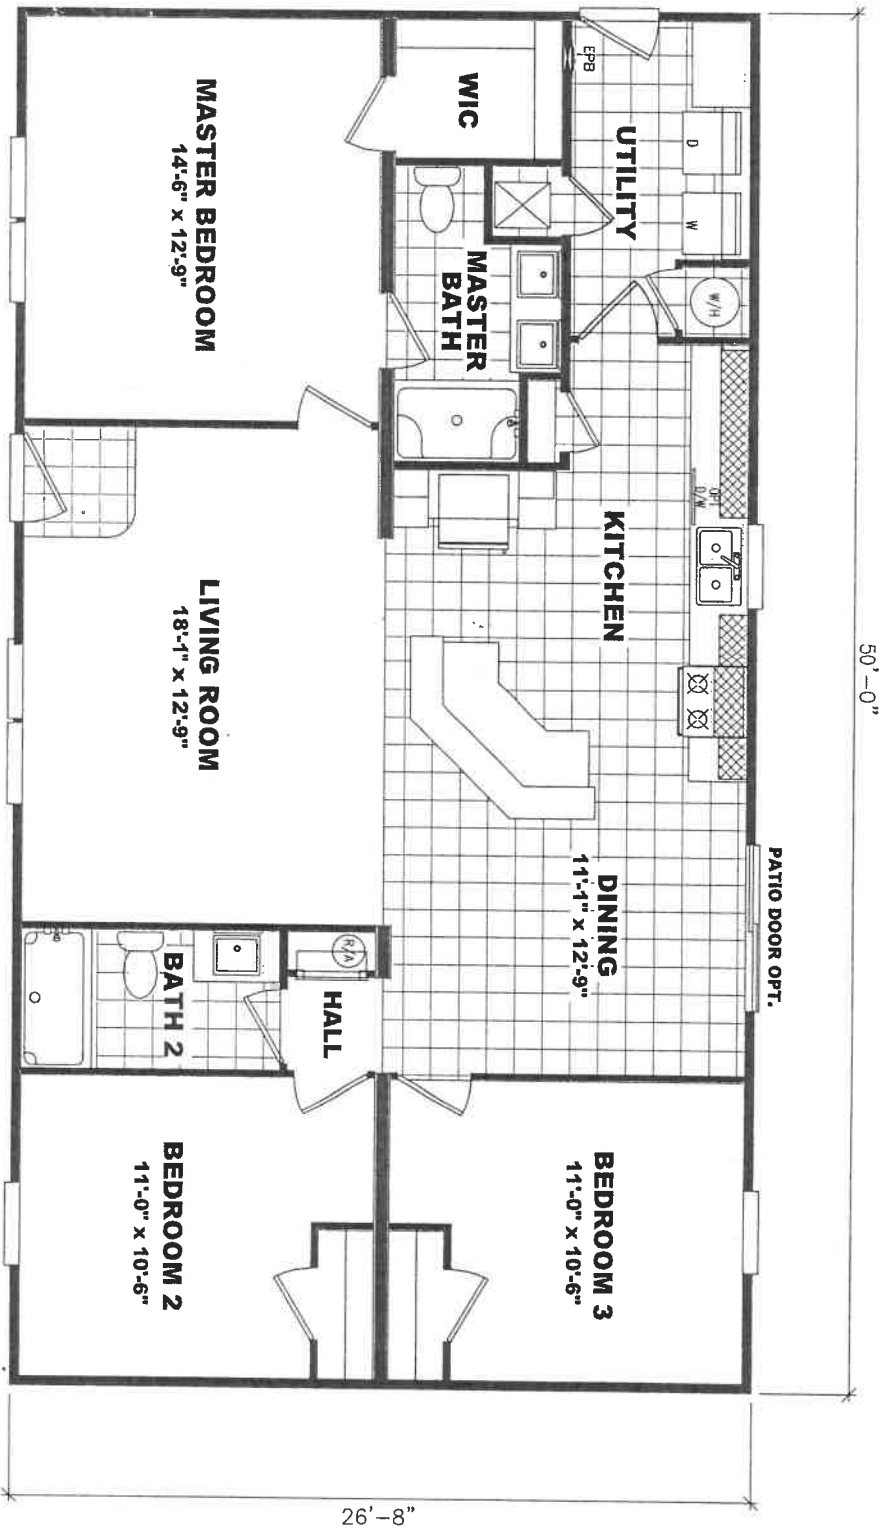 50'-0"
PATIO DOOR OPT.
EPB
D
W
UTILITY
W/H
OPT
D/W
KITCHEN
DINING
11'-1" x 12'-9"
BEDROOM 3
11'-0" x 10'-6"
WIC
MASTER
BATH
R/A
HALL
MASTER BEDROOM
14'-6" x 12'-9"
LIVING ROOM
18'-1" x 12'-9"
BATH 2
BEDROOM 2
11'-0" x 10'-6"
26'-8"